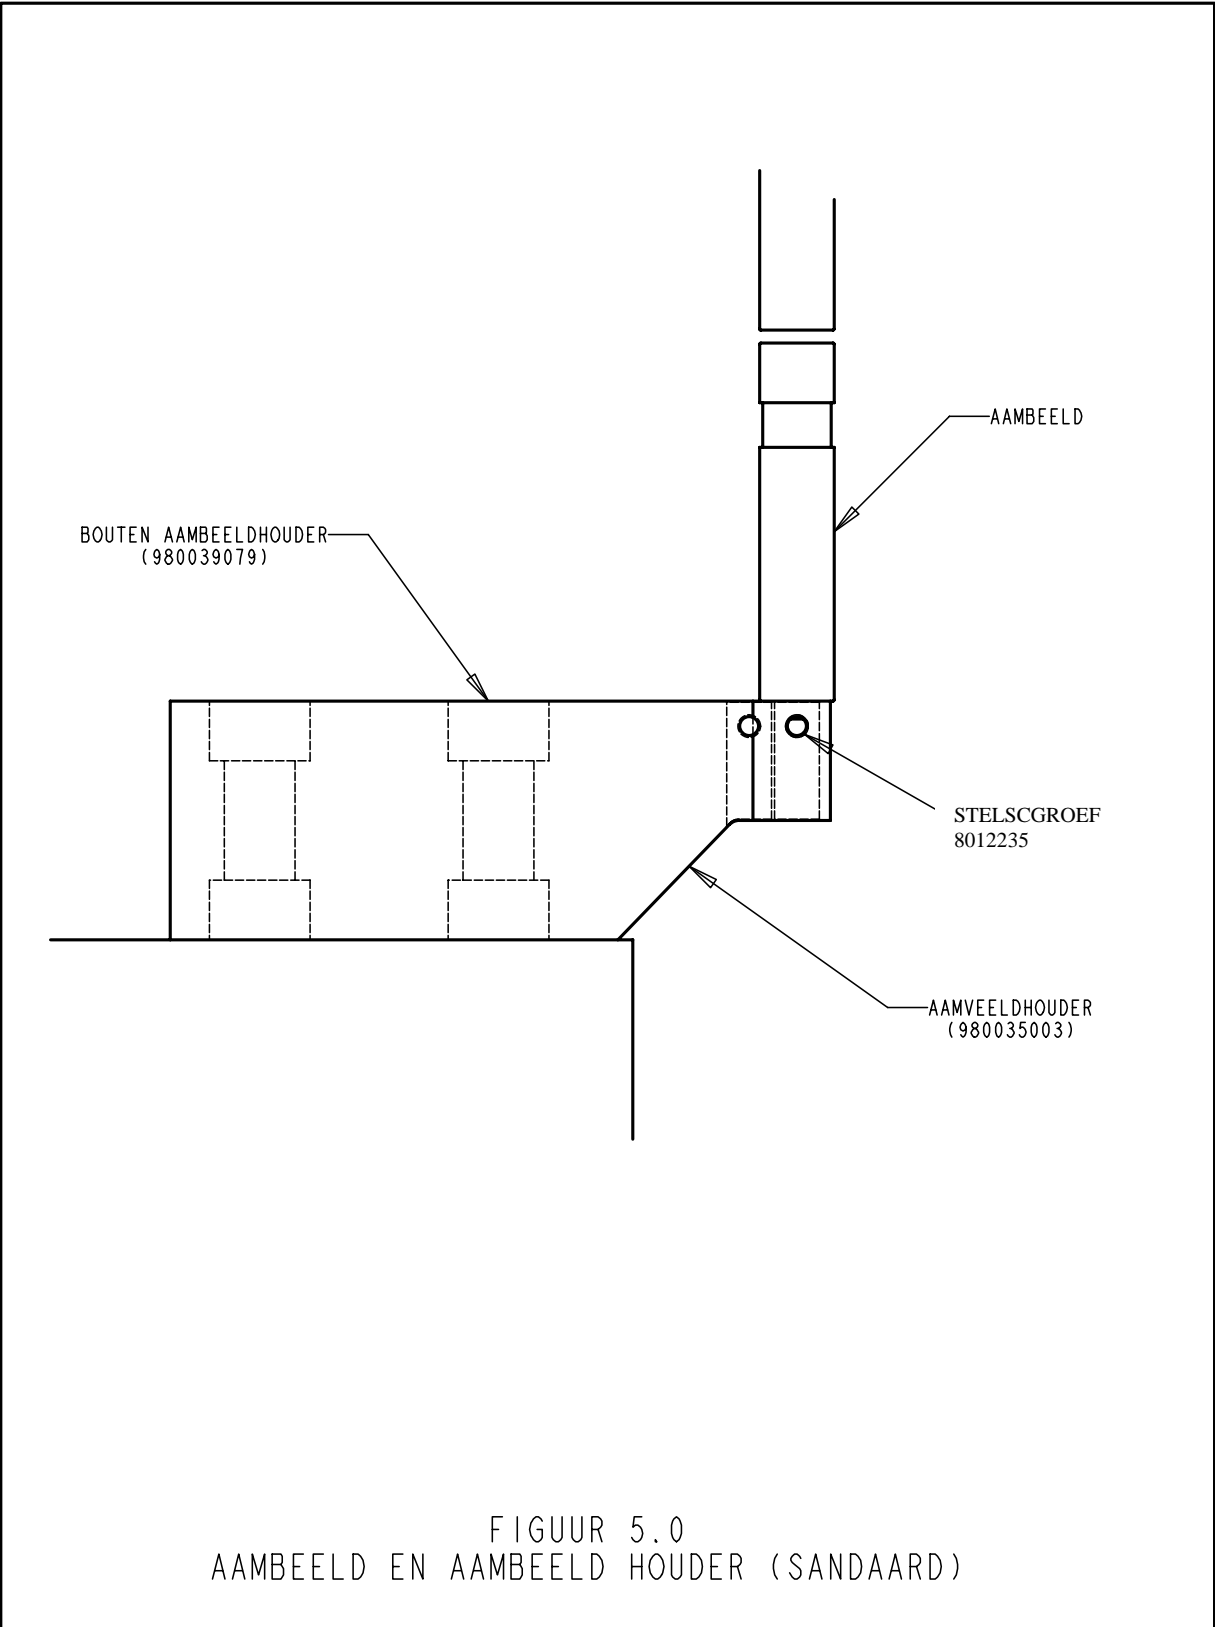 AAMBEELD
BOUTEN AAMBEELDHOUDER
(980039079)
STELSCGROEF
8012235
AAMVEELDHOUDER
(980035003)
FIGUUR 5.0
AAMBEELD EN AAMBEELD HOUDER (SANDAARD)